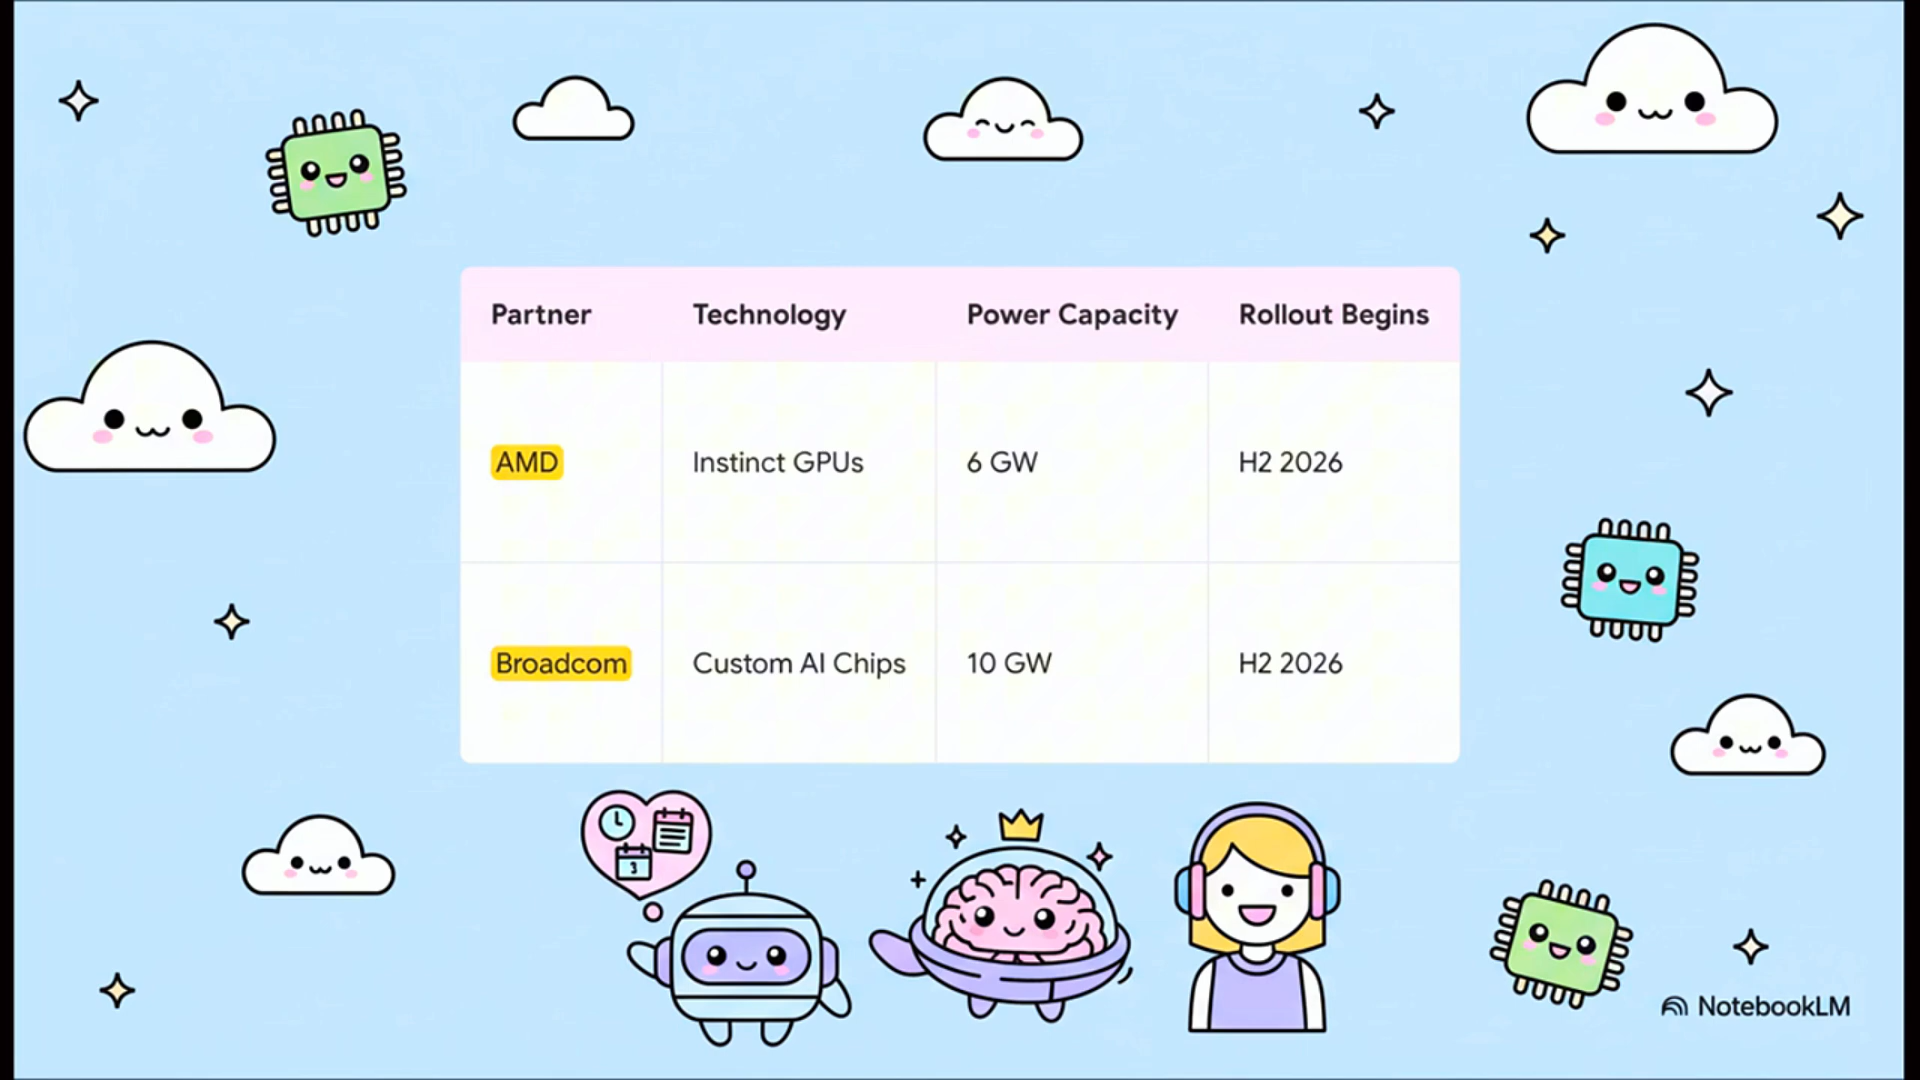 Partner Technology Power Capacity Rollout Begins
AMD Instinct GPUs 6 GW H2 2026
Broadcom Custom AI Chips 10 GW H2 2026
3
NotebookLM